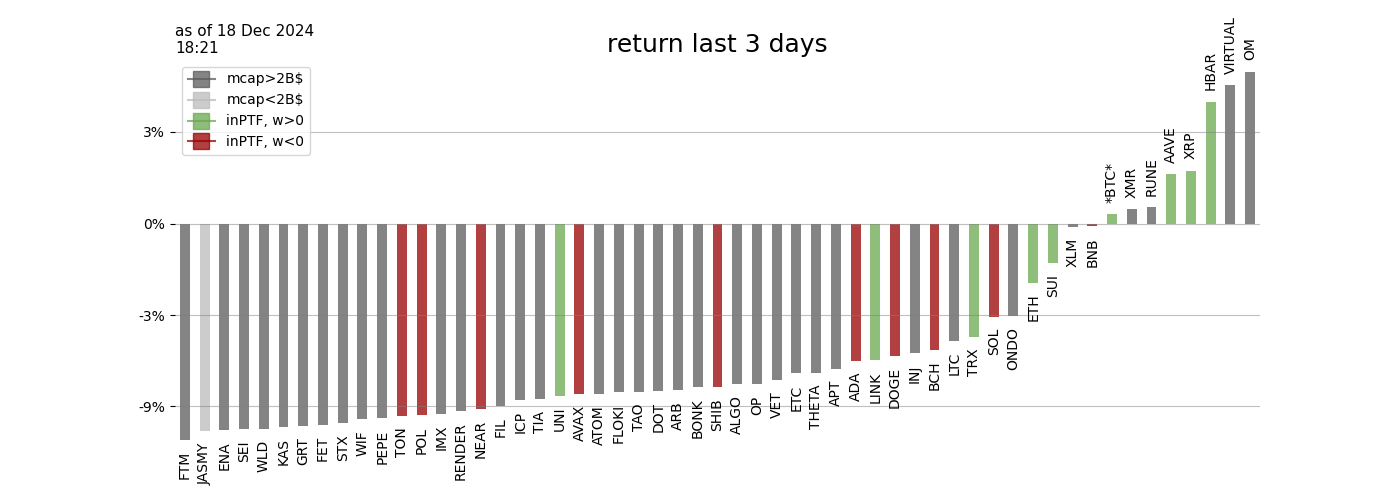 as of 18 Dec 2024
18:21
return last 3 days
mcap>2B$
mcap<2B$
inPTF, w>0
inPTF, w<0
3%
0%
-3%
-9%
FTM
JASMY
ENA
SEI
WLD
KAS
GRT
FET
STX
WIF
PEPE
TON
POL
IMX
RENDER
NEAR
FIL
ICP
TIA
UNI
AVAX
ATOM
FLOKI
TAO
DOT
ARB
BONK
SHIB
ALGO
OP
VET
ETC
THETA
APT
ADA
LINK
DOGE
INJ
BCH
LTC
TRX
SOL
ONDO
ETH
SUI
XLM
BNB
*BTC*
XMR
RUNE
AAVE
XRP
HBAR
VIRTUAL
OM